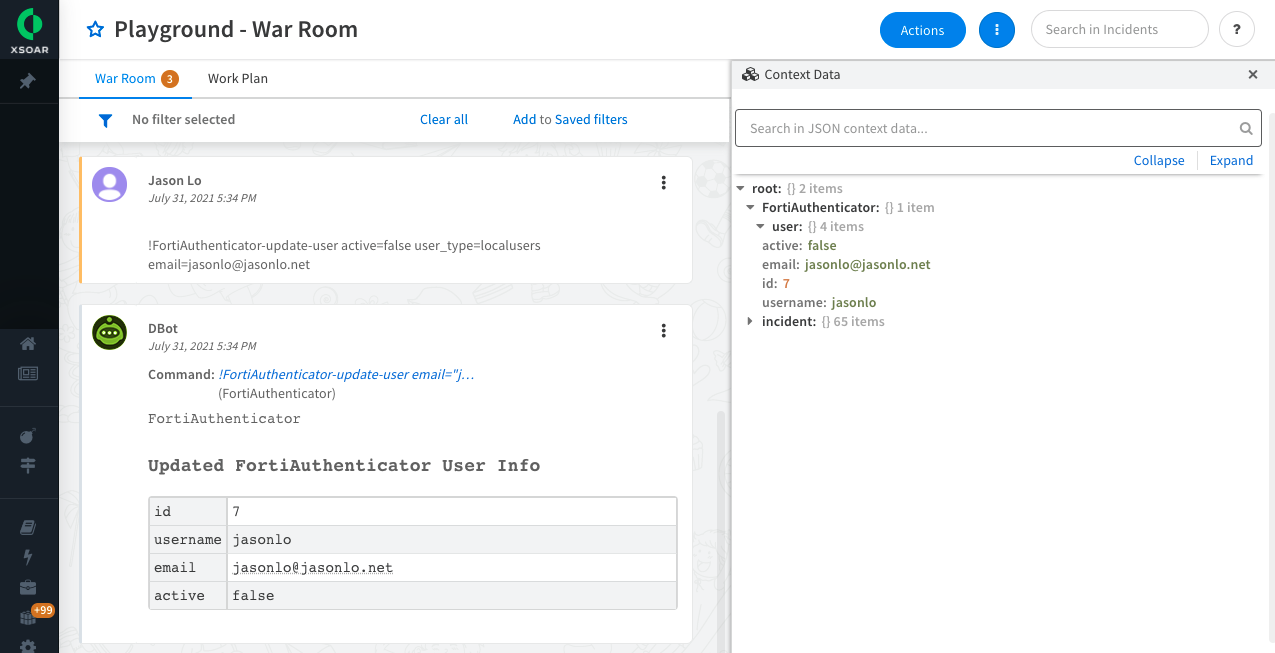 XSOAR
Playground - War Room
Actions
Search in Incidents
?
War Room 3
Work Plan
No filter selected
Clear all
Add to Saved filters
Jason Lo
July 31, 2021 5:34 PM
!FortiAuthenticator-update-user active=false user_type=localusers
email=jasonlo@jasonlo.net
DBot
July 31, 2021 5:34 PM
Command: !FortiAuthenticator-update-user email="j...
(FortiAuthenticator)
FortiAuthenticator
Updated FortiAuthenticator User Info
id 7
username jasonlo
email jasonlo@jasonlo.net
active false
+99
Context Data
Search in JSON context data...
Collapse
Expand
root: {} 2 items
FortiAuthenticator: {} 1 item
user: {} 4 items
active: false
email: jasonlo@jasonlo.net
id: 7
username: jasonlo
incident: {} 65 items